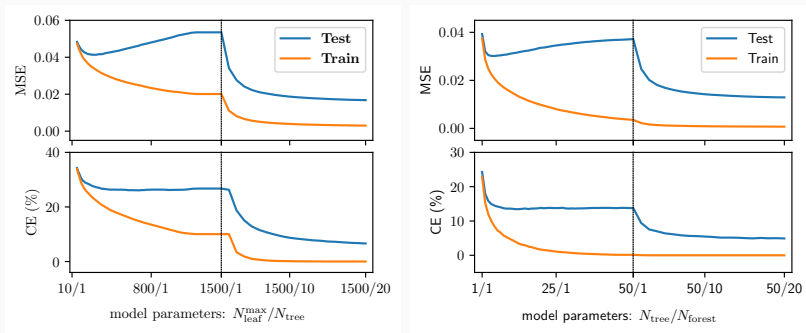 0.06
0.04
0.02
0.00
MSE
Test
Train
40
20
0
CE (%)
10/1 800/1 1500/1 1500/10 1500/20
model parameters: N_leaf^max/N_tree
0.04
0.02
0.00
MSE
Test
Train
30
20
10
0
CE (%)
1/1 25/1 50/1 50/10 50/20
model parameters: N_tree/N_forest